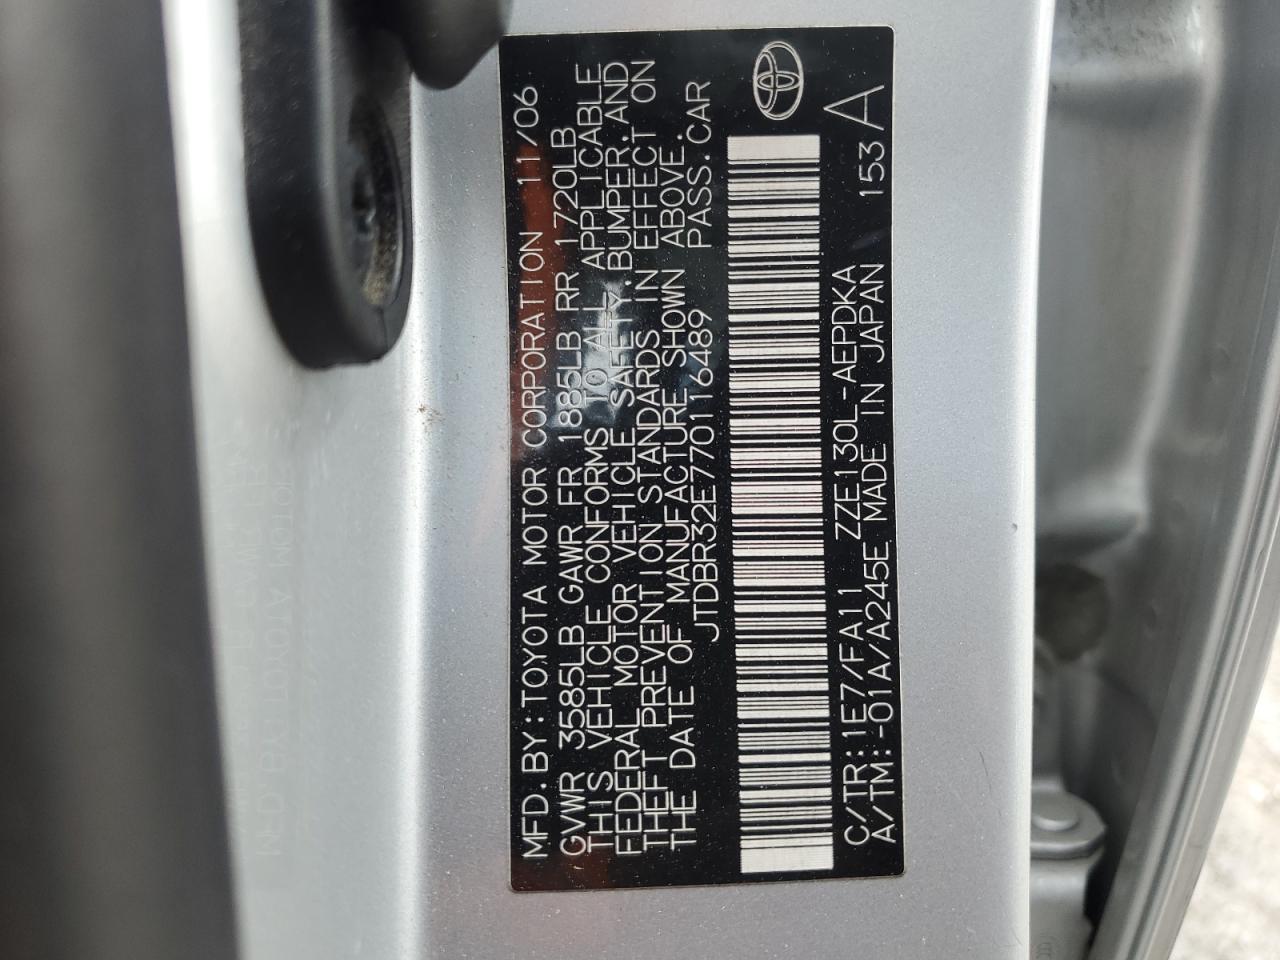 MFD.BY:TOYOTA MOTOR CORPORATION 11/06
GVWR 3585LB GAWR FR 1885LB RR 1720LB
THIS VEHICLE CONFORMS TO ALL APPLICABLE
FEDERAL MOTOR VEHICLE SAFETY,BUMPER,AND
THEFT PREVENTION STANDARDS IN EFFECT ON
THE DATE OF MANUFACTURE SHOWN ABOVE.
JTDBR32E770116489 PASS.CAR
C/TR:1E7/FA11 ZZE130L-AEPDKA 153 A
A/TM:-01A/A245E MADE IN JAPAN